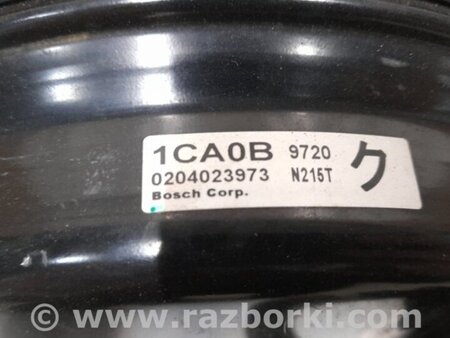 1CA0B 9720
0204023973 N215T ク
Bosch Corp.
© www.razborki.com